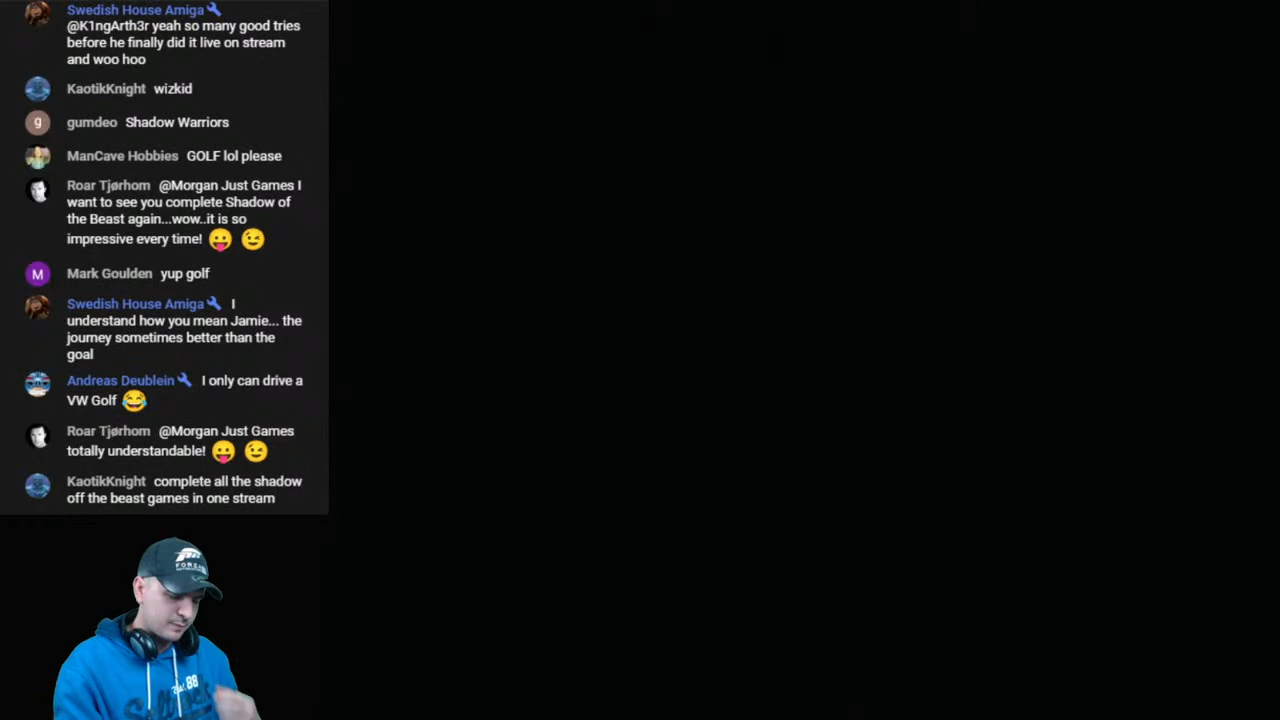 Swedish House Amiga
@K1ngArth3r yeah so many good tries
before he finally did it live on stream
and woo hoo
KaotikKnight wizkid
g gumdeo Shadow Warriors
ManCave Hobbies GOLF lol please
Roar Tjørhom @Morgan Just Games I
want to see you complete Shadow of
the Beast again...wow..it is so
impressive every time! 😛 😉
M Mark Goulden yup golf
Swedish House Amiga I
understand how you mean Jamie... the
journey sometimes better than the
goal
Andreas Deublein I only can drive a
VW Golf 😂
Roar Tjørhom @Morgan Just Games
totally understandable! 😛 😉
KaotikKnight complete all the shadow
off the beast games in one stream
FORZA
88